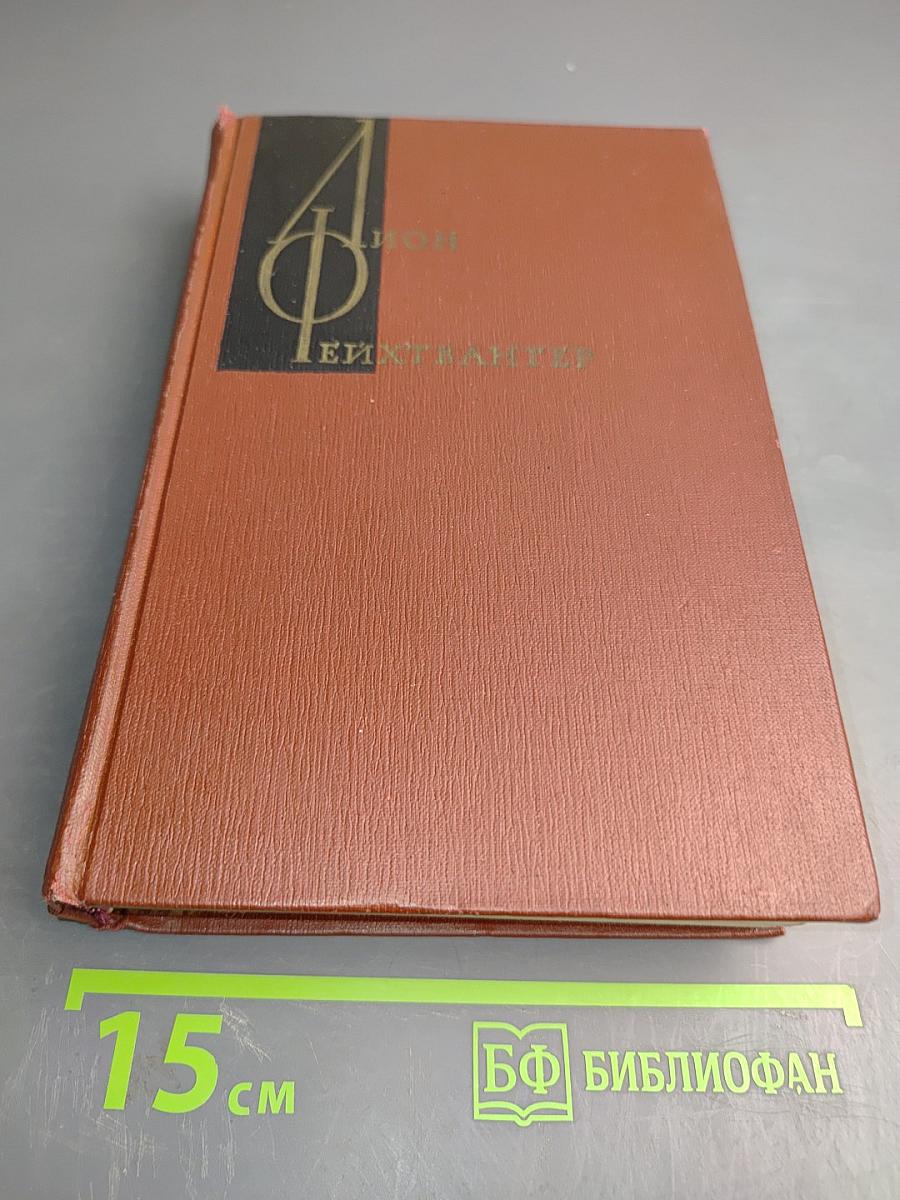 Лион
Фейхтвангер
15 см
БФ БИБЛИОФАН